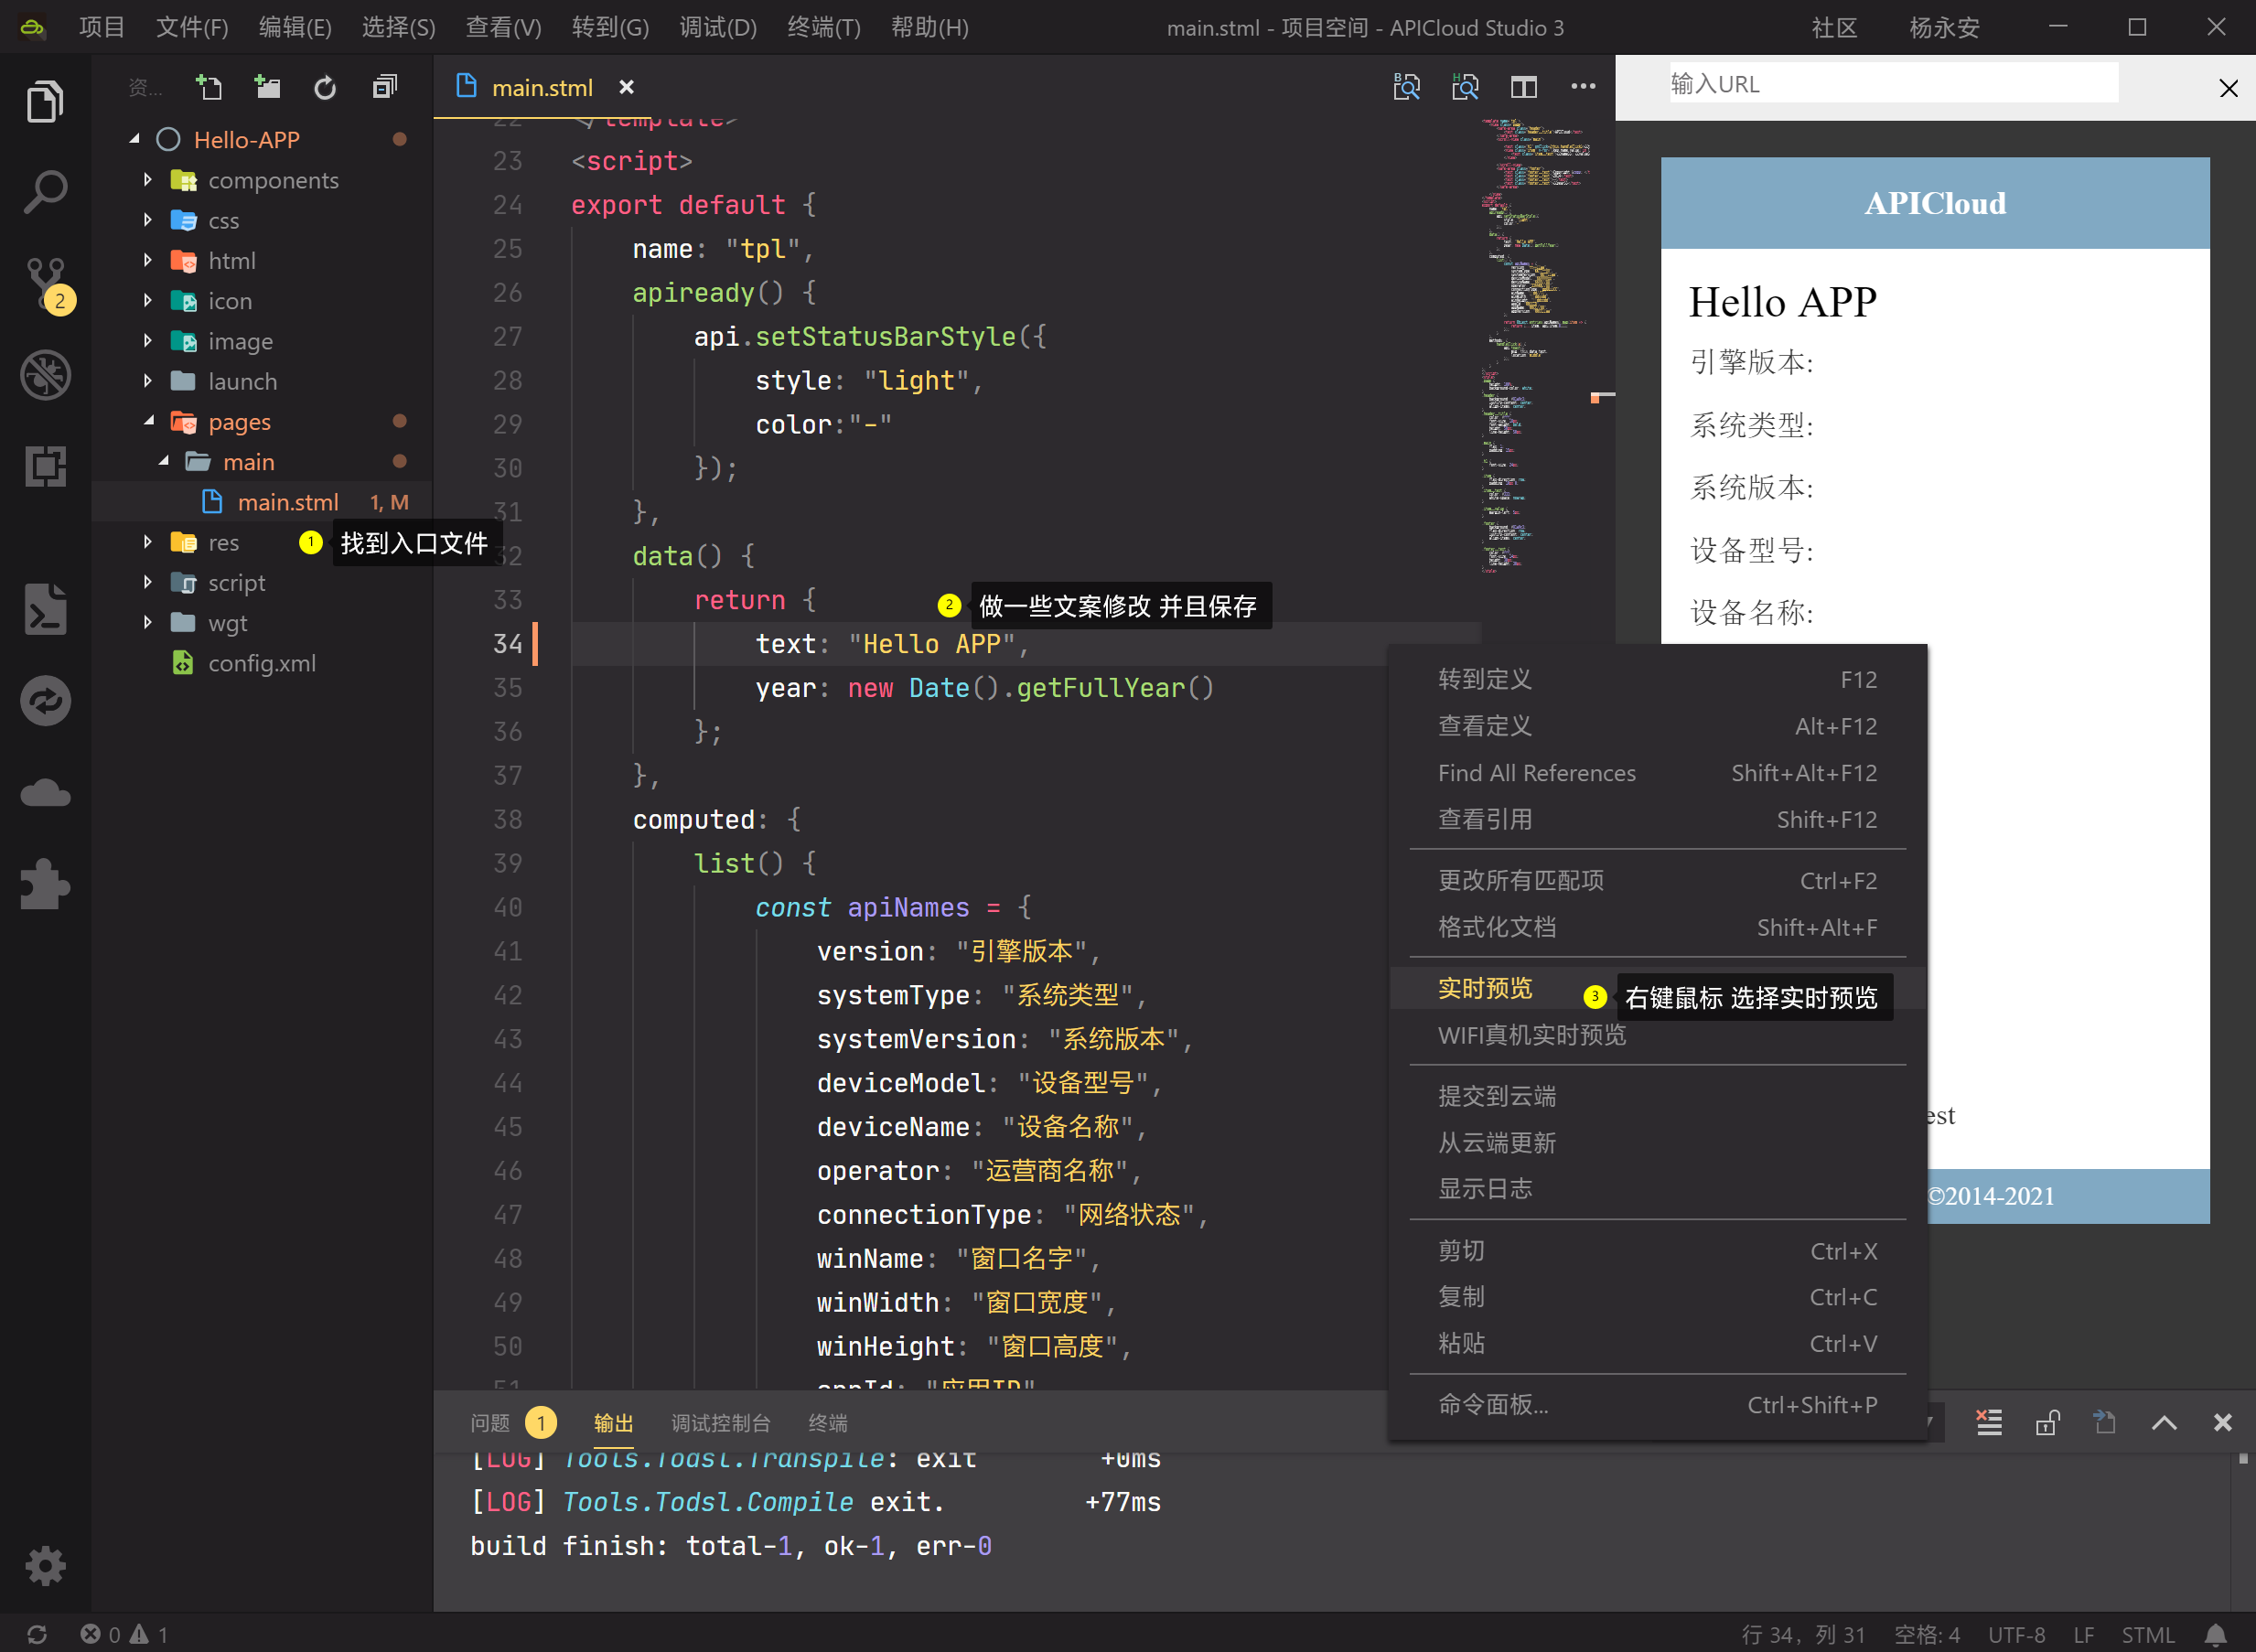 项目 文件(F) 编辑(E) 选择(S) 查看(V) 转到(G) 调试(D) 终端(T) 帮助(H) main.stml - 项目空间 - APICloud Studio 3 社区 杨永安
资...
Hello-APP
components
css
html
icon
image
launch
pages
main
main.stml 1, M
res
script
wgt
config.xml
2
1 找到入口文件
main.stml
22 </template>
23 <script>
24 export default {
25 name: "tpl",
26 apiready() {
27 api.setStatusBarStyle({
28 style: "light",
29 color:"-"
30 });
31 },
32 data() {
33 return {
2 做一些文案修改 并且保存
34 text: "Hello APP",
35 year: new Date().getFullYear()
36 };
37 },
38 computed: {
39 list() {
40 const apiNames = {
41 version: "引擎版本",
42 systemType: "系统类型",
43 systemVersion: "系统版本",
44 deviceModel: "设备型号",
45 deviceName: "设备名称",
46 operator: "运营商名称",
47 connectionType: "网络状态",
48 winName: "窗口名字",
49 winWidth: "窗口宽度",
50 winHeight: "窗口高度",
51 appId: "应用ID"
输入URL
APICloud
Hello APP
引擎版本:
系统类型:
系统版本:
设备型号:
设备名称:
est
©2014-2021
转到定义 F12
查看定义 Alt+F12
Find All References Shift+Alt+F12
查看引用 Shift+F12
更改所有匹配项 Ctrl+F2
格式化文档 Shift+Alt+F
实时预览
3 右键鼠标 选择实时预览
WIFI真机实时预览
提交到云端
从云端更新
显示日志
剪切 Ctrl+X
复制 Ctrl+C
粘贴 Ctrl+V
命令面板... Ctrl+Shift+P
问题 1 输出 调试控制台 终端
[LOG] Tools.Todsl.Transpile: exit +0ms
[LOG] Tools.Todsl.Compile exit. +77ms
build finish: total-1, ok-1, err-0
0 1 行 34，列 31 空格: 4 UTF-8 LF STML